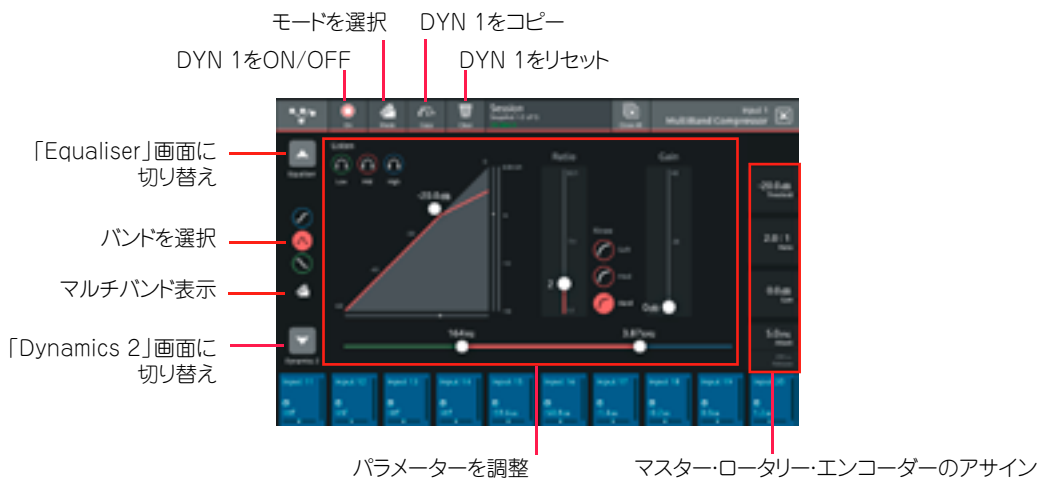 モードを選択
DYN 1をコピー
DYN 1をON/OFF
DYN 1をリセット
Session
Input 1
MultiBand Compressor
「Equaliser」画面に
切り替え
Equaliser
Listen
Low
Mid
High
-20.0dB
Ratio
Gain
-20.0dB
Threshold
バンドを選択
Knee
2.0 : 1
Ratio
Soft
マルチバンド表示
2
Hard
0dB
0.0dB
Gain
「Dynamics 2」画面に
切り替え
Dynamics 2
164Hz
3.87kHz
5.0ms
Input 11
Input 12
Input 13
Input 14
Input 15
Input 16
Input 17
Input 18
Input 19
Input 20
パラメーターを調整
マスター・ロータリー・エンコーダーのアサイン